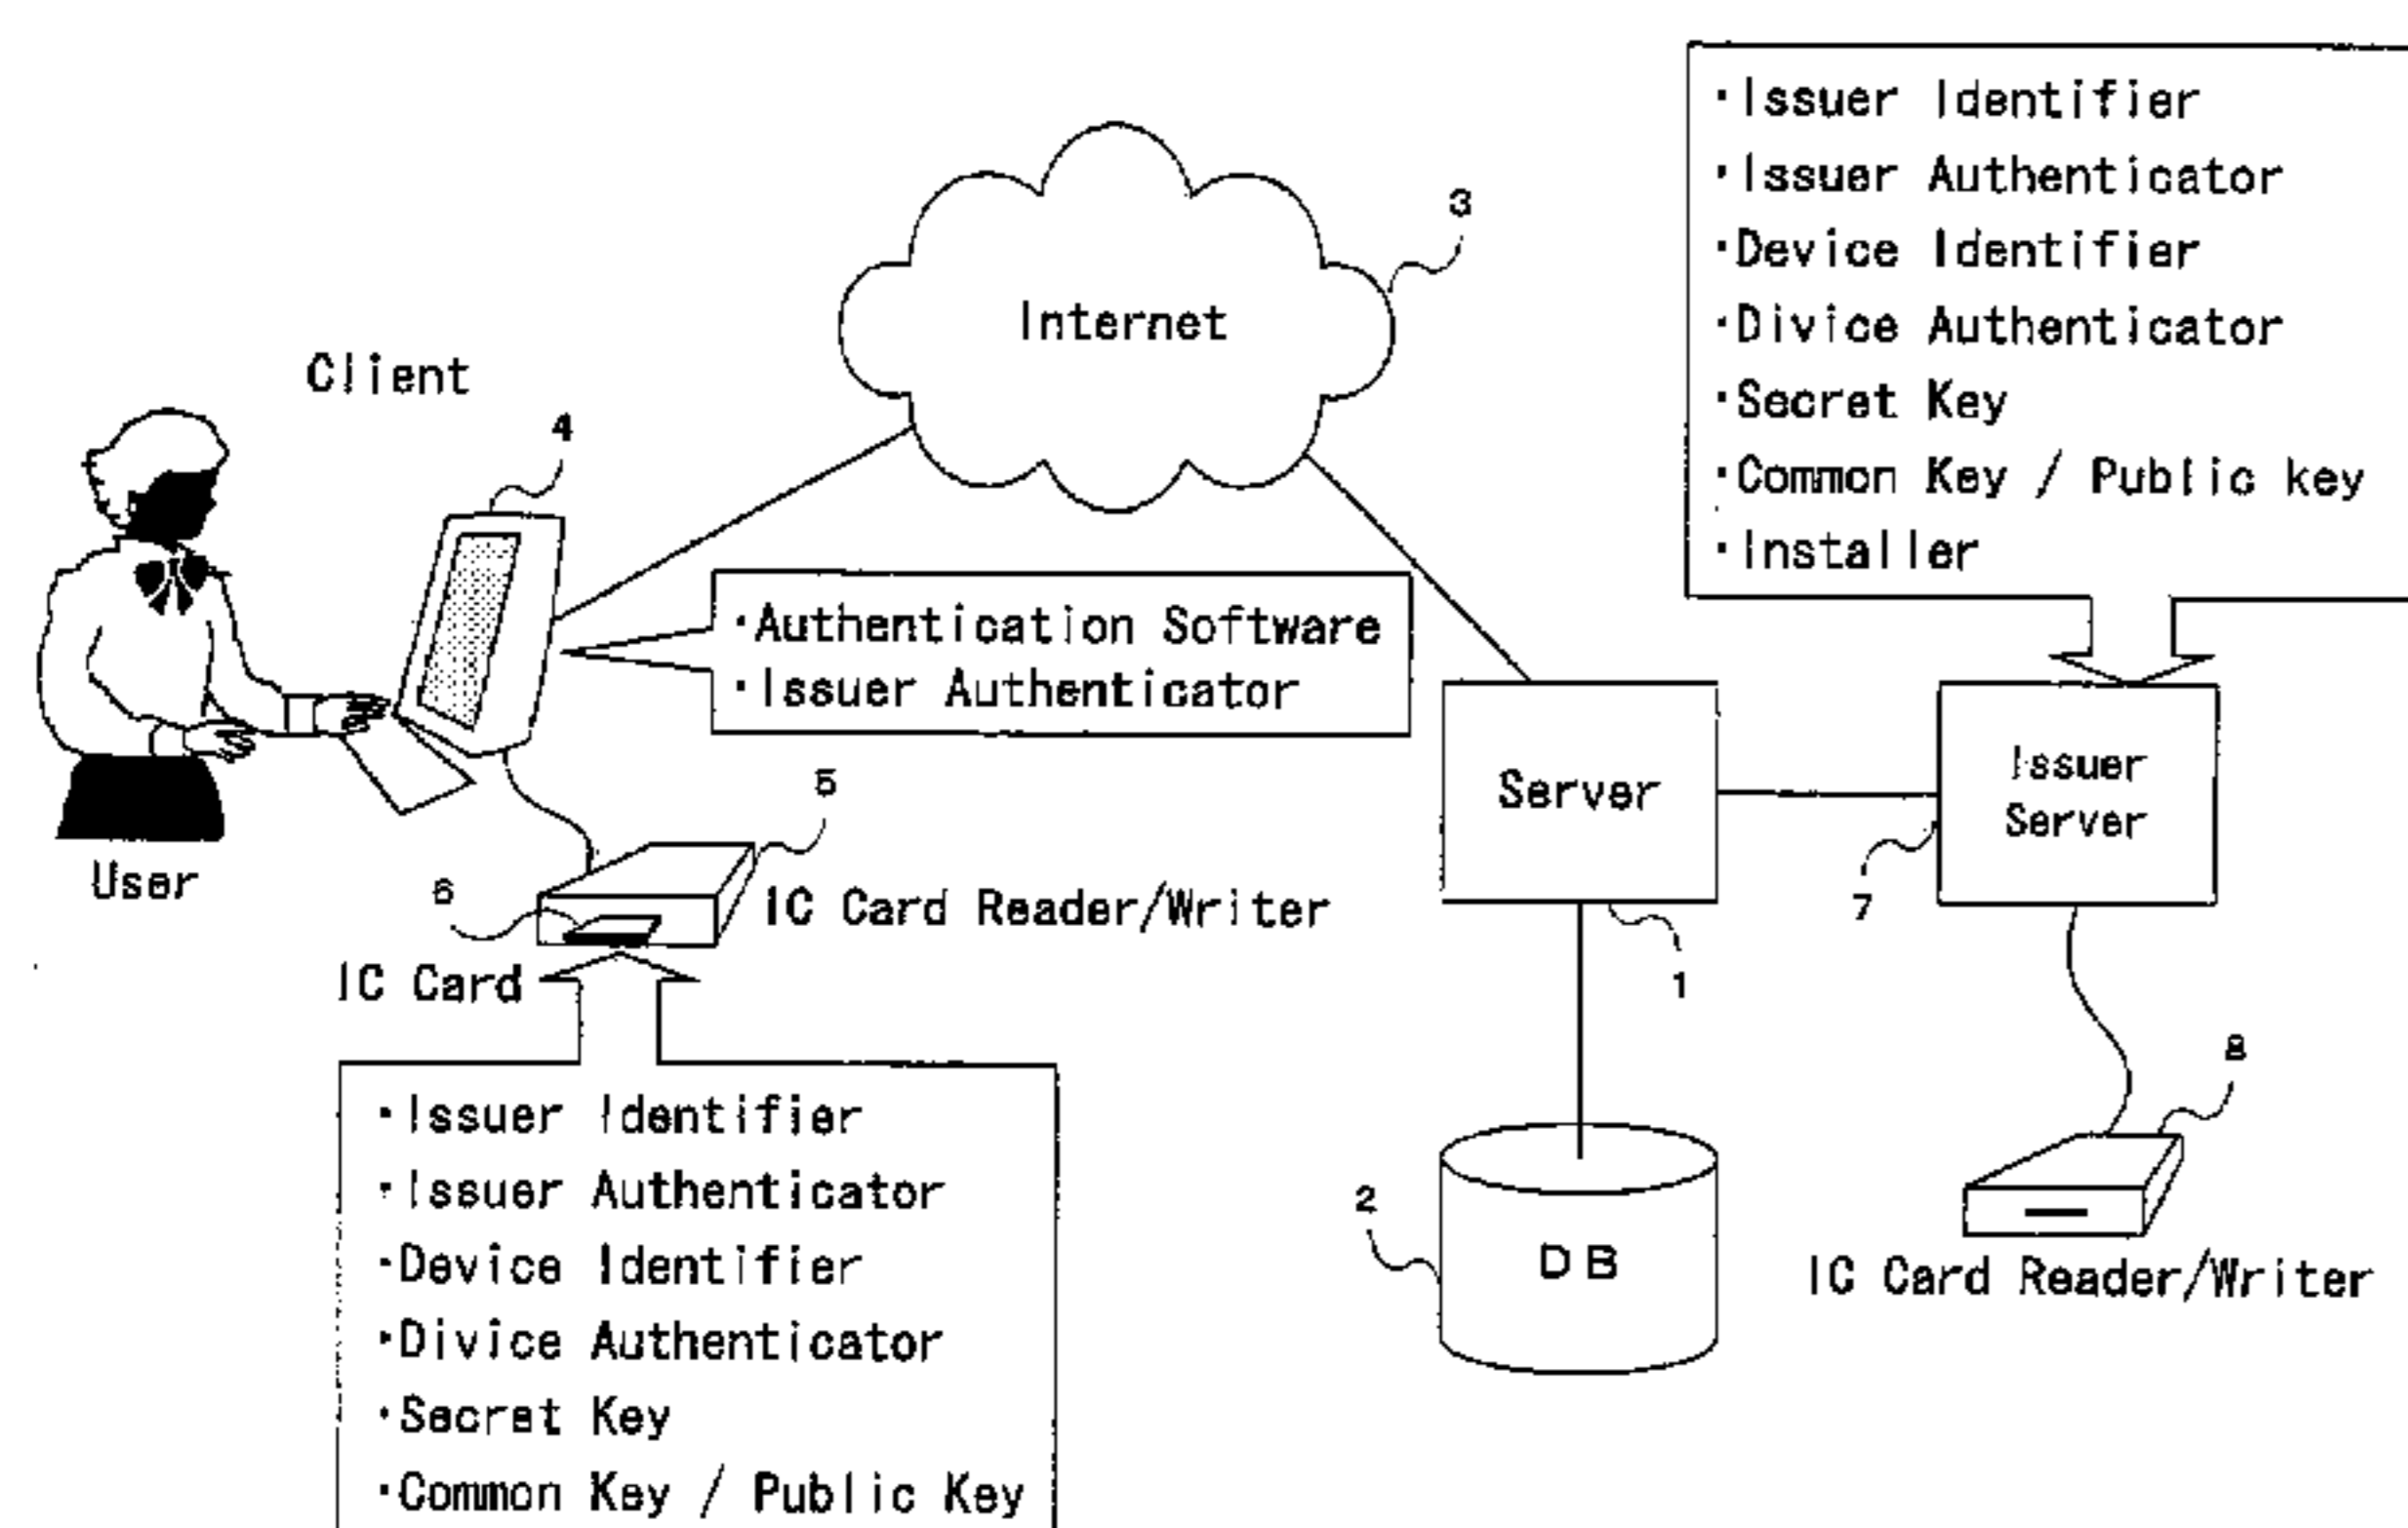 ·Issuer Identifier
·Issuer Authenticator
·Device Identifier
·Divice Authenticator
·Secret Key
·Common Key / Public key
·Installer
3
Internet
Client
4
·Authentication Software
·Issuer Authenticator
User
5
6
IC Card Reader/Writer
IC Card
Server
1
Issuer
Server
7
2
DB
8
IC Card Reader/Writer
·Issuer Identifier
·Issuer Authenticator
·Device Identifier
·Divice Authenticator
·Secret Key
·Common Key / Public Key